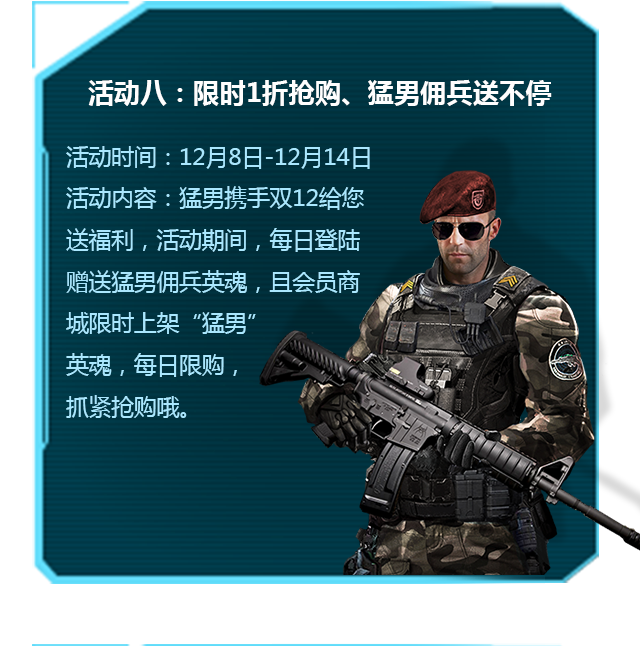 活动八：限时1折抢购、猛男佣兵送不停
活动时间：12月8日-12月14日
活动内容：猛男携手双12给您
送福利，活动期间，每日登陆
赠送猛男佣兵英魂，且会员商
城限时上架“猛男”
英魂，每日限购，
抓紧抢购哦。